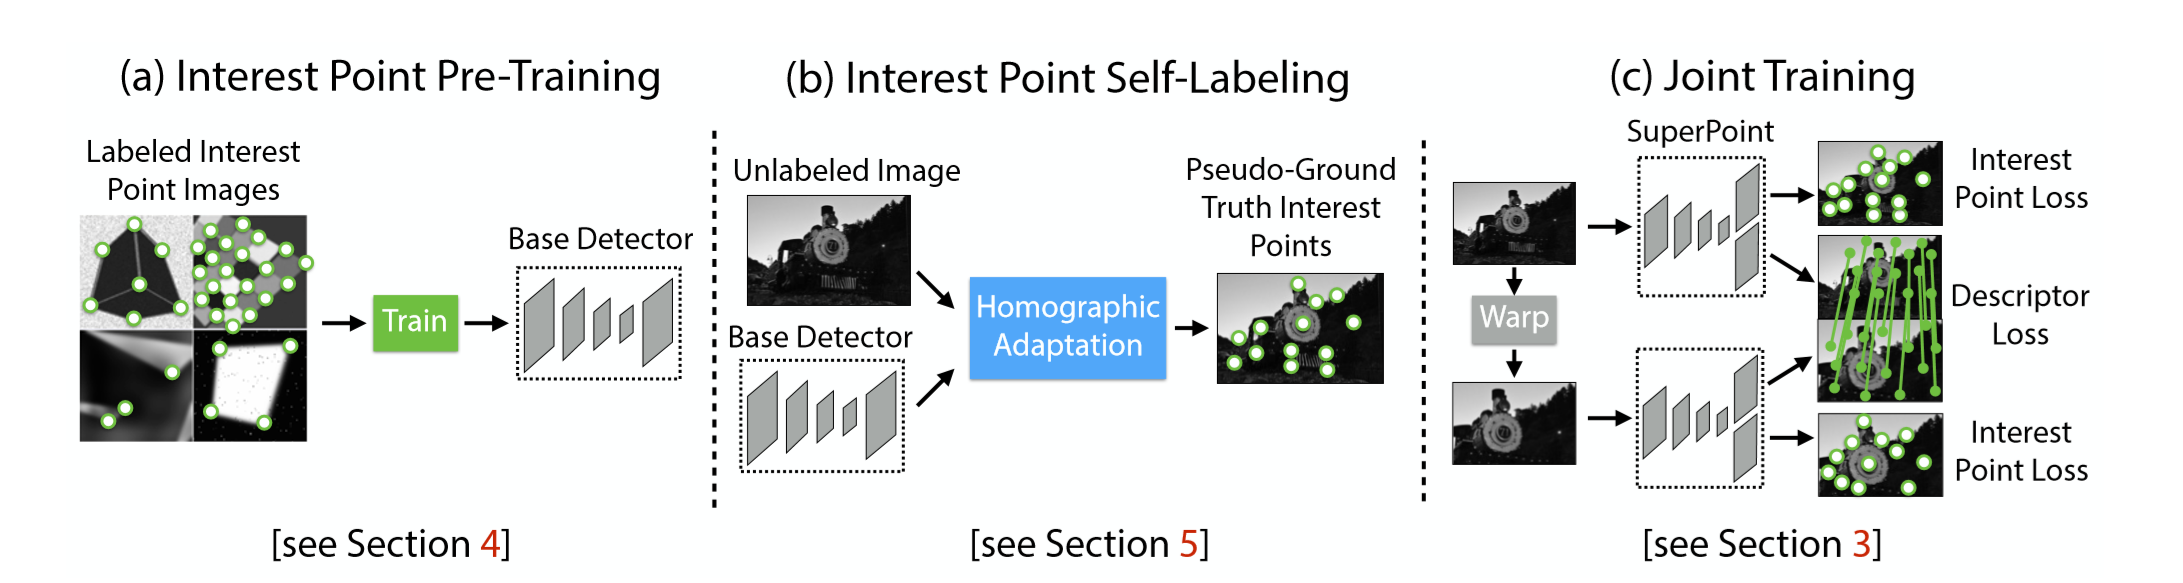 (a) Interest Point Pre-Training
Labeled Interest
Point Images
Train
Base Detector
[see Section 4]
(b) Interest Point Self-Labeling
Unlabeled Image
Base Detector
Homographic
Adaptation
Pseudo-Ground
Truth Interest
Points
[see Section 5]
(c) Joint Training
SuperPoint
Warp
Interest
Point Loss
Descriptor
Loss
Interest
Point Loss
[see Section 3]